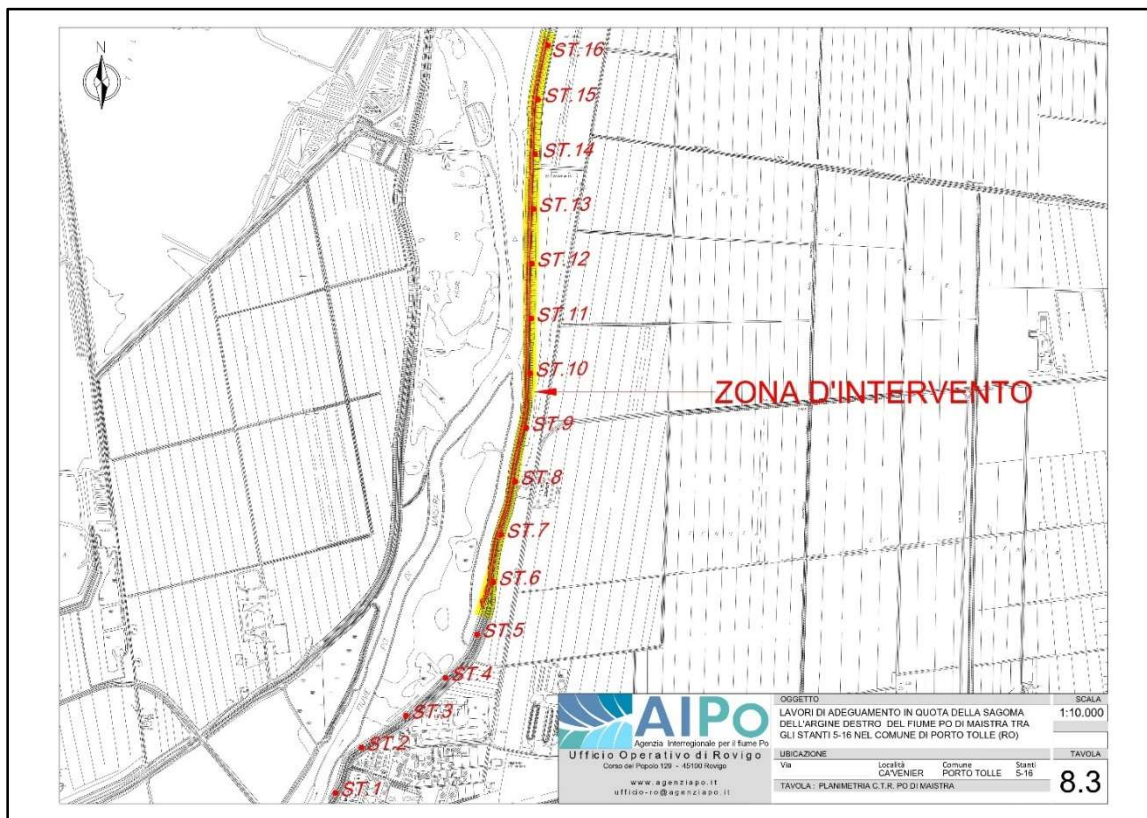 N
ST.16
ST.15
ST.14
ST.13
ST.12
ST.11
ST.10
ZONA D'INTERVENTO
ST.9
ST.8
ST.7
ST.6
ST.5
ST.4
ST.3
ST.2
ST.1
AIPo
Agenzia Interregionale per il fiume Po
Ufficio Operativo di Rovigo
Corso del Popolo 129 - 45100 Rovigo
www.agenziapo.it
ufficio-ro@agenziapo.it
OGGETTO
LAVORI DI ADEGUAMENTO IN QUOTA DELLA SAGOMA
DELL'ARGINE DESTRO DEL FIUME PO DI MAISTRA TRA
GLI STANTI 5-16 NEL COMUNE DI PORTO TOLLE (RO)
SCALA
1:10.000
UBICAZIONE
Via Località Comune Stanti
CA'VENIER PORTO TOLLE 5-16
TAVOLA : PLANIMETRIA C.T.R. PO DI MAISTRA
TAVOLA
8.3